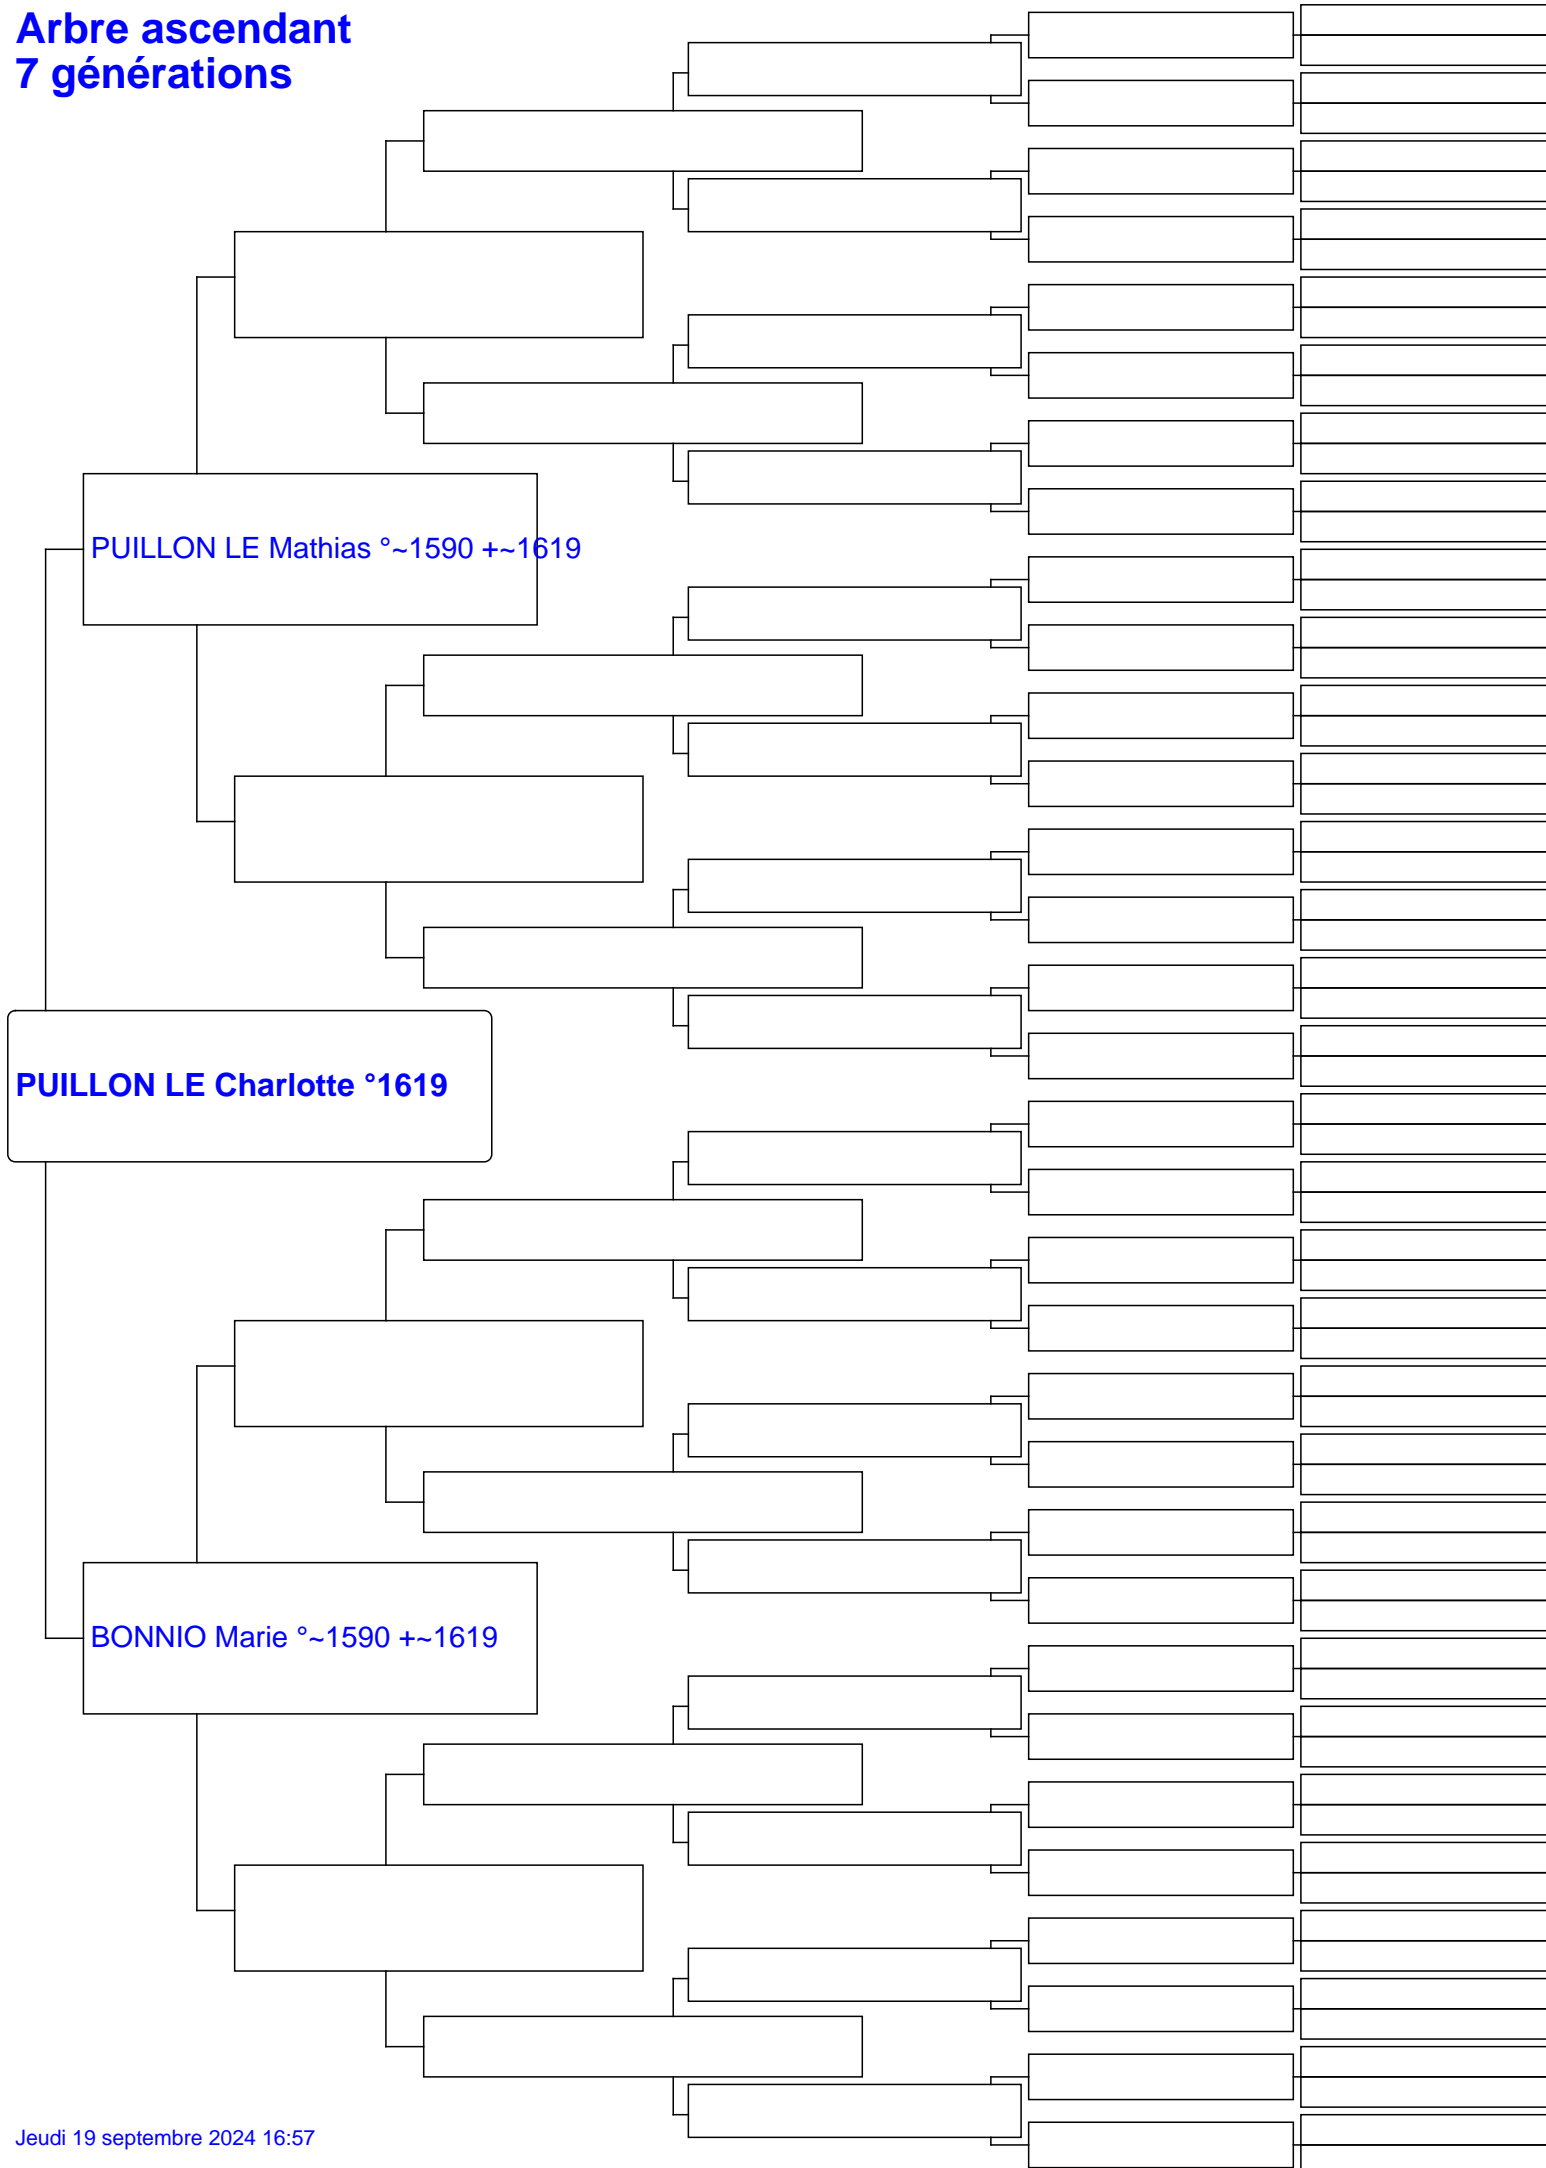 Arbre ascendant
7 générations
PUILLON LE Mathias °~1590 +~1619
PUILLON LE Charlotte °1619
BONNIO Marie °~1590 +~1619
Jeudi 19 septembre 2024 16:57